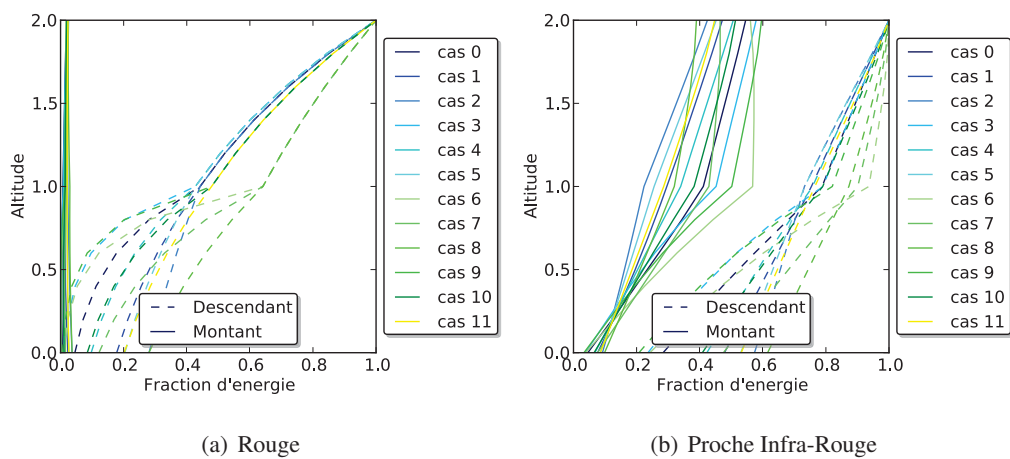 2.0
1.5
1.0
0.5
0.0
Altitude
0.0 0.2 0.4 0.6 0.8 1.0
Fraction d'energie
Descendant
Montant
cas 0
cas 1
cas 2
cas 3
cas 4
cas 5
cas 6
cas 7
cas 8
cas 9
cas 10
cas 11
(a) Rouge
2.0
1.5
1.0
0.5
0.0
Altitude
0.0 0.2 0.4 0.6 0.8 1.0
Fraction d'energie
Descendant
Montant
cas 0
cas 1
cas 2
cas 3
cas 4
cas 5
cas 6
cas 7
cas 8
cas 9
cas 10
cas 11
(b) Proche Infra-Rouge